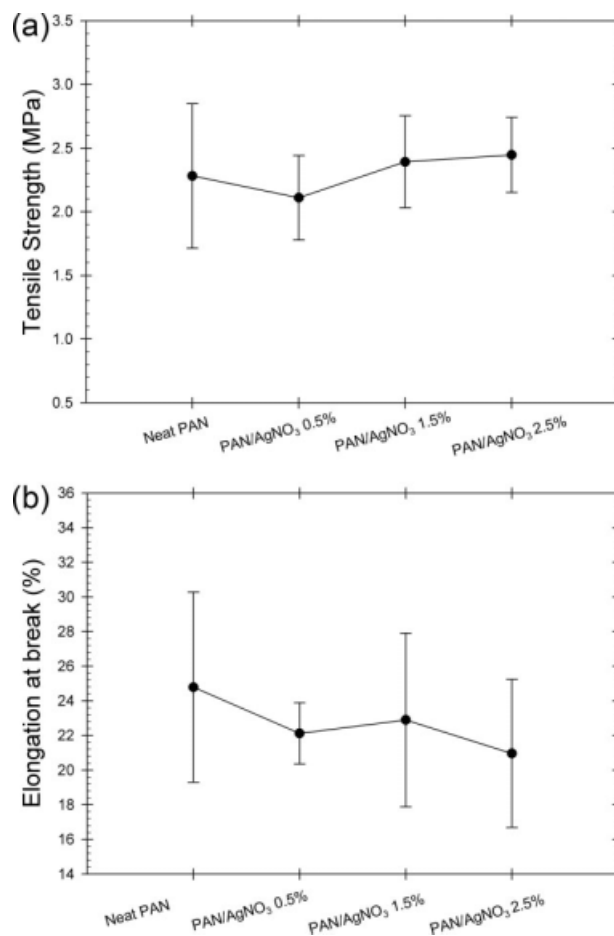 (a)
Tensile Strength (MPa)
3.5
3.0
2.5
2.0
1.5
1.0
0.5
Neat PAN
PAN/AgNO₃ 0.5%
PAN/AgNO₃ 1.5%
PAN/AgNO₃ 2.5%
(b)
Elongation at break (%)
36
34
32
30
28
26
24
22
20
18
16
14
Neat PAN
PAN/AgNO₃ 0.5%
PAN/AgNO₃ 1.5%
PAN/AgNO₃ 2.5%